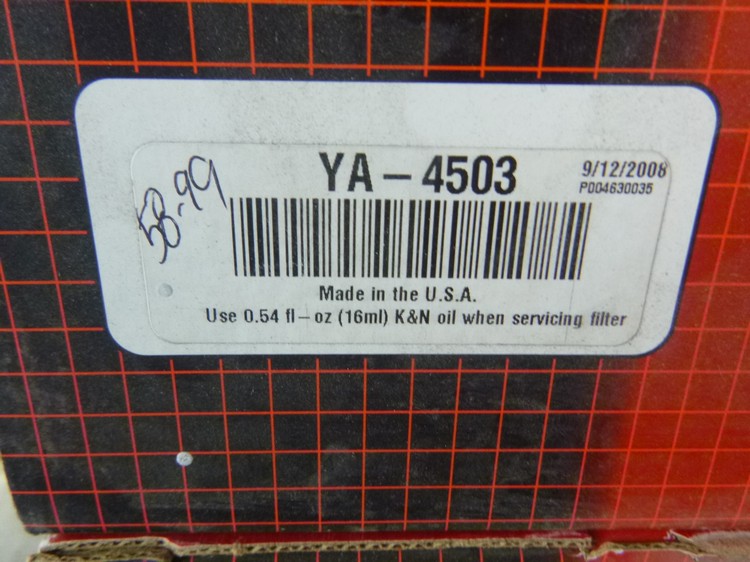 YA-4503
9/12/2008
P004630035
58.99
Made in the U.S.A.
Use 0.54 fl-oz (16ml) K&N oil when servicing filter